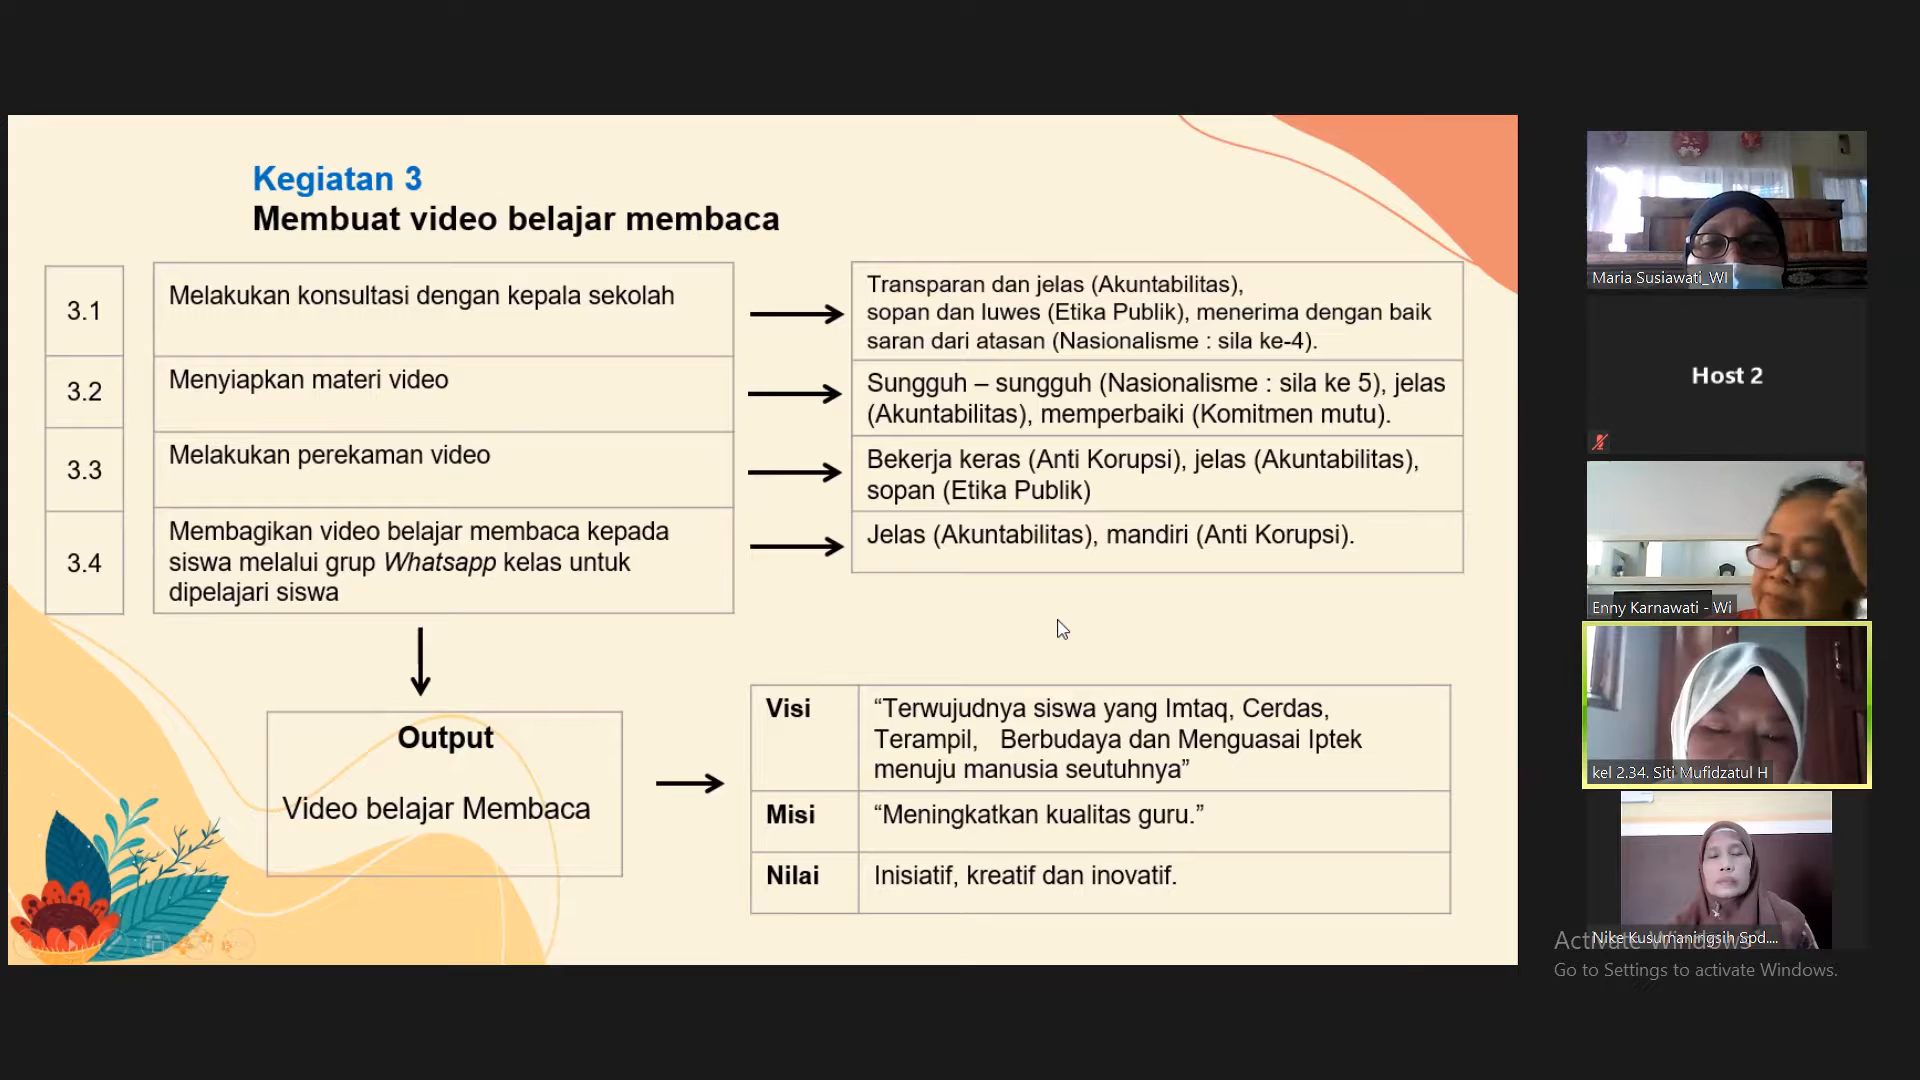 Kegiatan 3
Membuat video belajar membaca
3.1
Melakukan konsultasi dengan kepala sekolah
Transparan dan jelas (Akuntabilitas),
sopan dan luwes (Etika Publik), menerima dengan baik
saran dari atasan (Nasionalisme : sila ke-4).
3.2
Menyiapkan materi video
Sungguh – sungguh (Nasionalisme : sila ke 5), jelas
(Akuntabilitas), memperbaiki (Komitmen mutu).
3.3
Melakukan perekaman video
Bekerja keras (Anti Korupsi), jelas (Akuntabilitas),
sopan (Etika Publik)
3.4
Membagikan video belajar membaca kepada
siswa melalui grup Whatsapp kelas untuk
dipelajari siswa
Jelas (Akuntabilitas), mandiri (Anti Korupsi).
Output
Video belajar Membaca
Visi
“Terwujudnya siswa yang Imtaq, Cerdas,
Terampil, Berbudaya dan Menguasai Iptek
menuju manusia seutuhnya”
Misi
“Meningkatkan kualitas guru.”
Nilai
Inisiatif, kreatif dan inovatif.
Maria Susiawati_WI
Host 2
Enny Karnawati - Wi
kel 2.34. Siti Mufidzatul H
Nike Kusumaningsih Spd....
Activate Windows
Go to Settings to activate Windows.